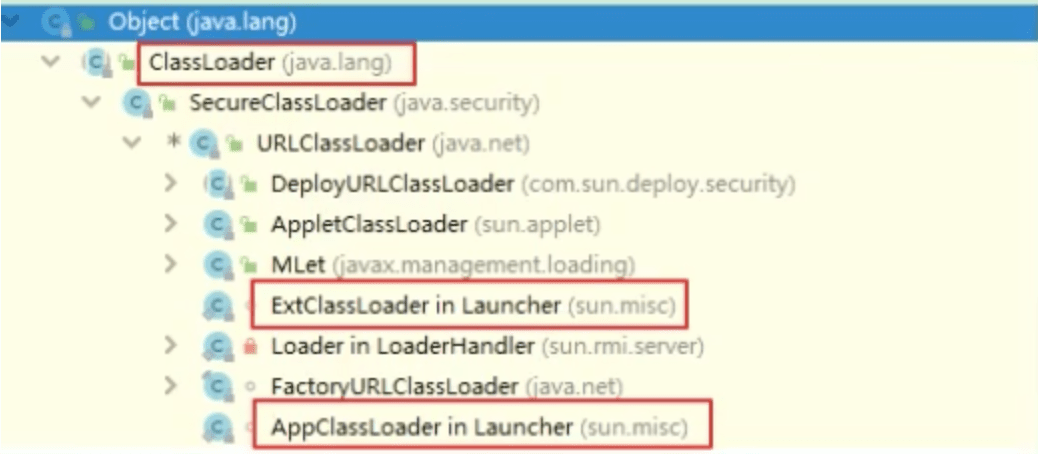 Object (java.lang)
ClassLoader (java.lang)
SecureClassLoader (java.security)
* URLClassLoader (java.net)
DeployURLClassLoader (com.sun.deploy.security)
AppletClassLoader (sun.applet)
MLet (javax.management.loading)
ExtClassLoader in Launcher (sun.misc)
Loader in LoaderHandler (sun.rmi.server)
FactoryURLClassLoader (java.net)
AppClassLoader in Launcher (sun.misc)